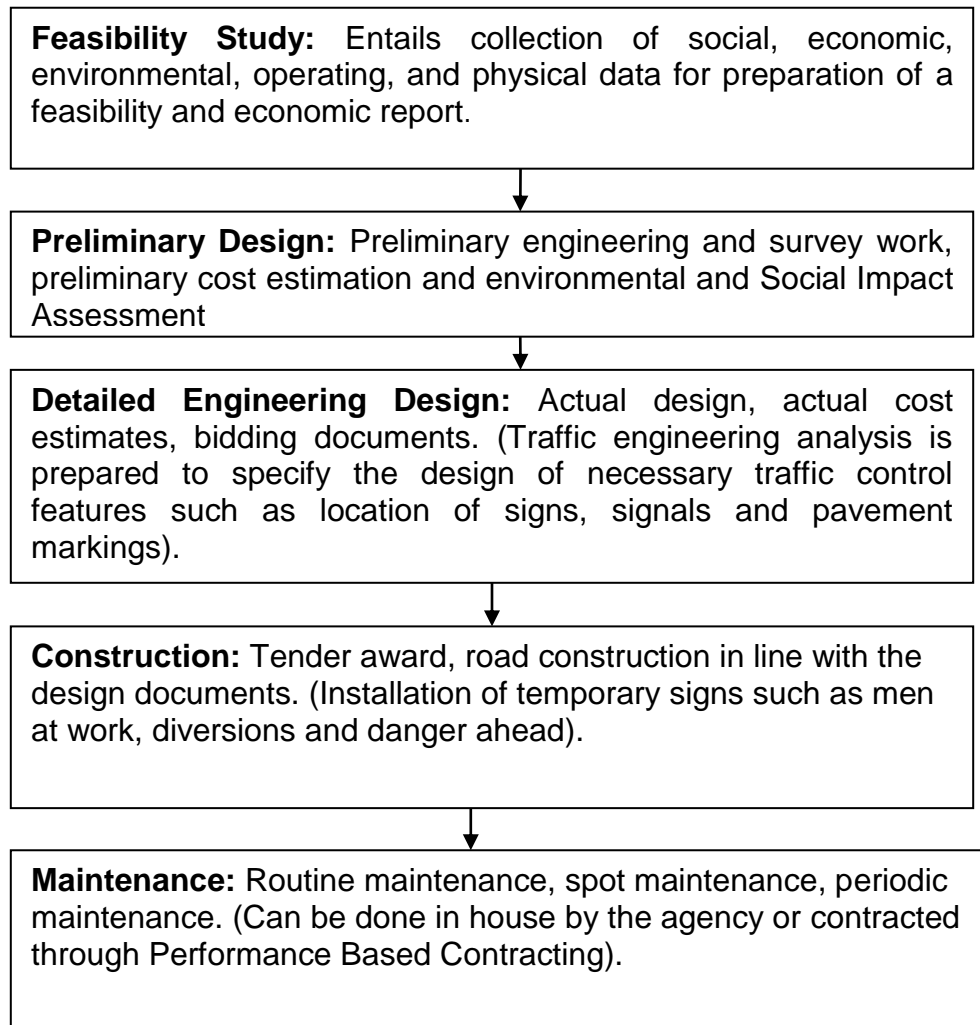 Feasibility Study: Entails collection of social, economic,
environmental, operating, and physical data for preparation of a
feasibility and economic report.
Preliminary Design: Preliminary engineering and survey work,
preliminary cost estimation and environmental and Social Impact
Assessment
Detailed Engineering Design: Actual design, actual cost
estimates, bidding documents. (Traffic engineering analysis is
prepared to specify the design of necessary traffic control
features such as location of signs, signals and pavement
markings).
Construction: Tender award, road construction in line with the
design documents. (Installation of temporary signs such as men
at work, diversions and danger ahead).
Maintenance: Routine maintenance, spot maintenance, periodic
maintenance. (Can be done in house by the agency or contracted
through Performance Based Contracting).